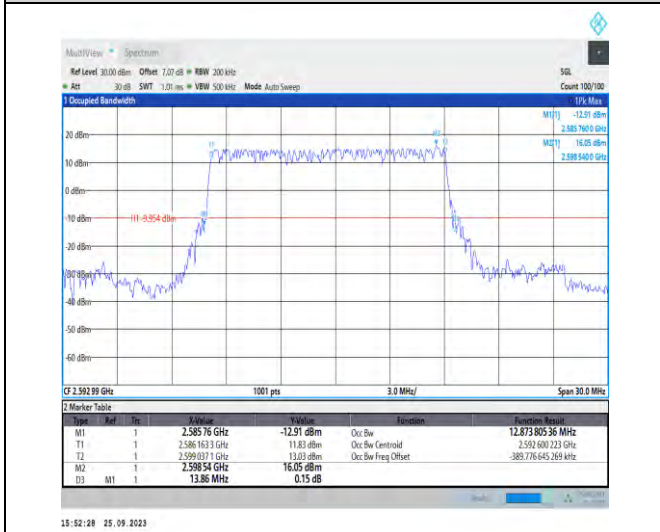 MultiView Spectrum
Ref Level 30.00 dBm Offset 7.07 dB RBW 200 kHz SGL
Att 30 dB SWT 1.01 ms VBW 500 kHz Mode Auto Sweep Count 100/100
1 Occupied Bandwidth 1Pk Max
M1[1] -12.91 dBm
2.585 760 0 GHz
20 dBm
M2[1] 16.05 dBm
2.598 540 0 GHz
10 dBm
0 dBm
-10 dBm H1 -9.954 dBm
-20 dBm
-30 dBm
-40 dBm
-50 dBm
-60 dBm
CF 2.592 99 GHz 1001 pts 3.0 MHz/ Span 30.0 MHz
2 Marker Table
Type Ref Trc X-Value Y-Value Function Function Result
M1 1 2.585 76 GHz -12.91 dBm Occ Bw 12.873 805 36 MHz
T1 1 2.586 163 3 GHz 11.83 dBm Occ Bw Centroid 2.592 600 223 GHz
T2 1 2.599 037 1 GHz 13.03 dBm Occ Bw Freq Offset -389.776 645 269 kHz
M2 1 2.598 54 GHz 16.05 dBm
D3 M1 1 13.86 MHz 0.15 dB
15:52:28 25.09.2023